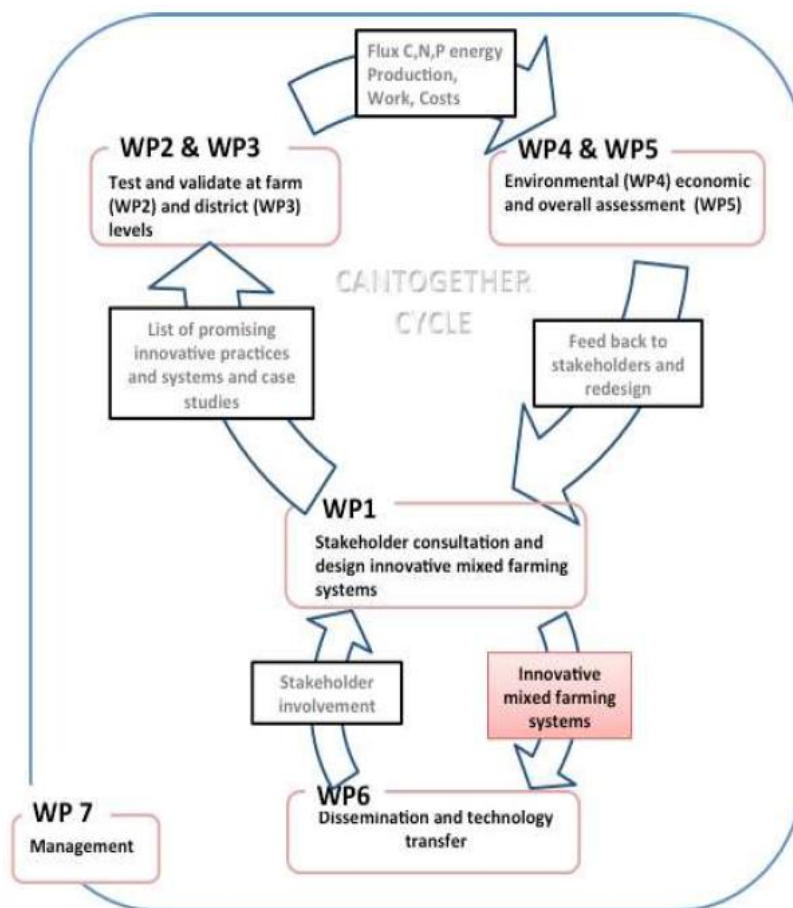 Flux C,N,P energy
Production,
Work, Costs
WP2 & WP3
Test and validate at farm
(WP2) and district (WP3)
levels
WP4 & WP5
Environmental (WP4) economic
and overall assessment (WP5)
CANTOGETHER
CYCLE
List of promising
innovative practices
and systems and case
studies
Feed back to
stakeholders and
redesign
WP1
Stakeholder consultation and
design innovative mixed farming
systems
Stakeholder
involvement
Innovative
mixed farming
systems
WP6
Dissemination and technology
transfer
WP 7
Management